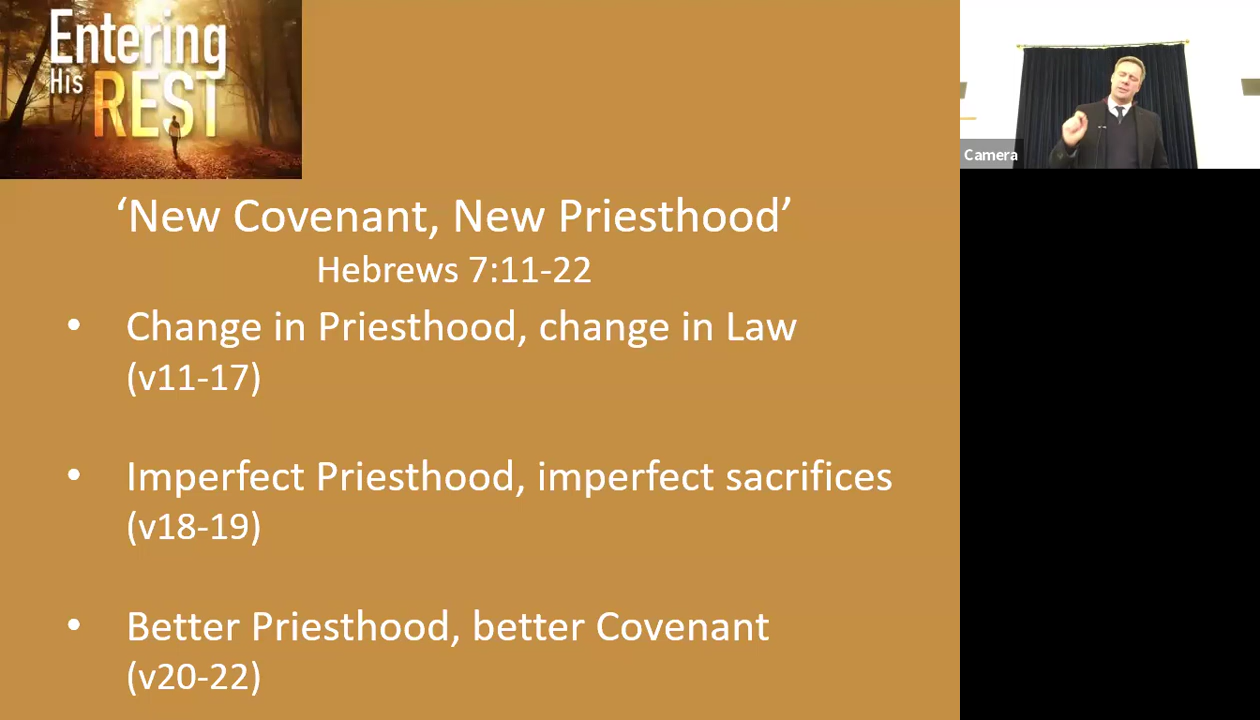 Entering
His REST
Camera
‘New Covenant, New Priesthood’
Hebrews 7:11-22
• Change in Priesthood, change in Law
(v11-17)
• Imperfect Priesthood, imperfect sacrifices
(v18-19)
• Better Priesthood, better Covenant
(v20-22)